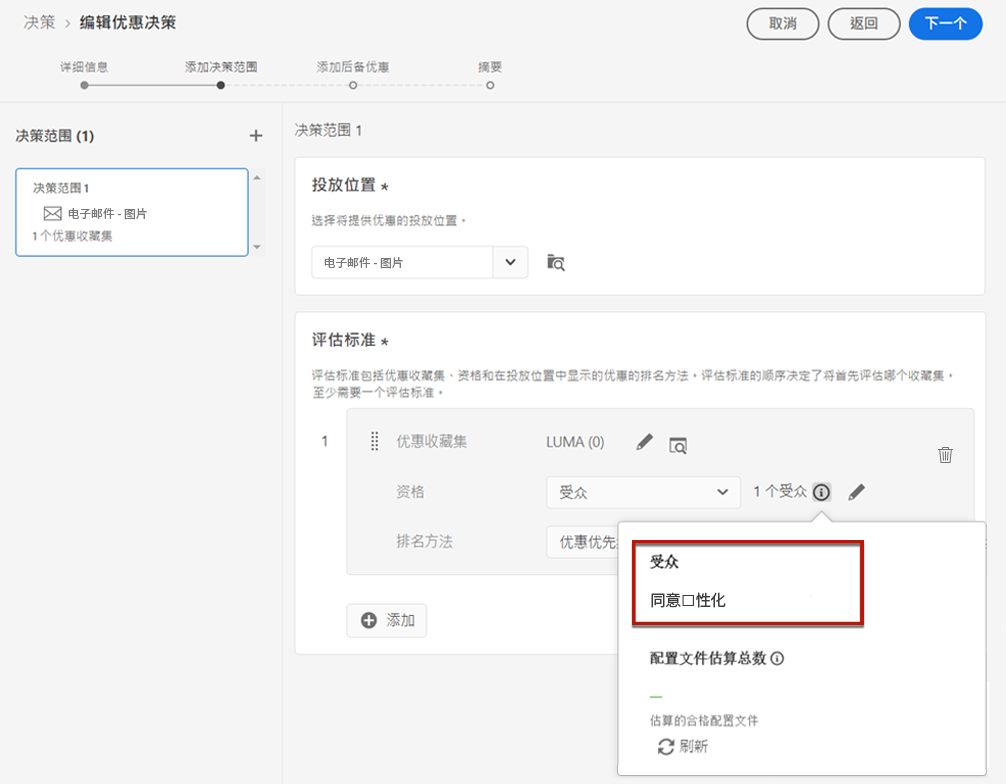 决策 > 编辑优惠决策
取消
返回
下一个
详细信息
添加决策范围
添加后备优惠
摘要
决策范围 (1)
决策范围 1
电子邮件 - 图片
1 个优惠收藏集
决策范围 1
投放位置 *
选择将提供优惠的投放位置。
电子邮件 - 图片
评估标准 *
评估标准包括优惠收藏集、资格和在投放位置中显示的优惠的排名方法。评估标准的顺序决定了将首先评估哪个收藏集。
至少需要一个评估标准。
1
优惠收藏集
LUMA (0)
资格
受众
1 个受众
排名方法
优惠优先
添加
受众
同意□性化
配置文件估算总数
—
估算的合格配置文件
刷新